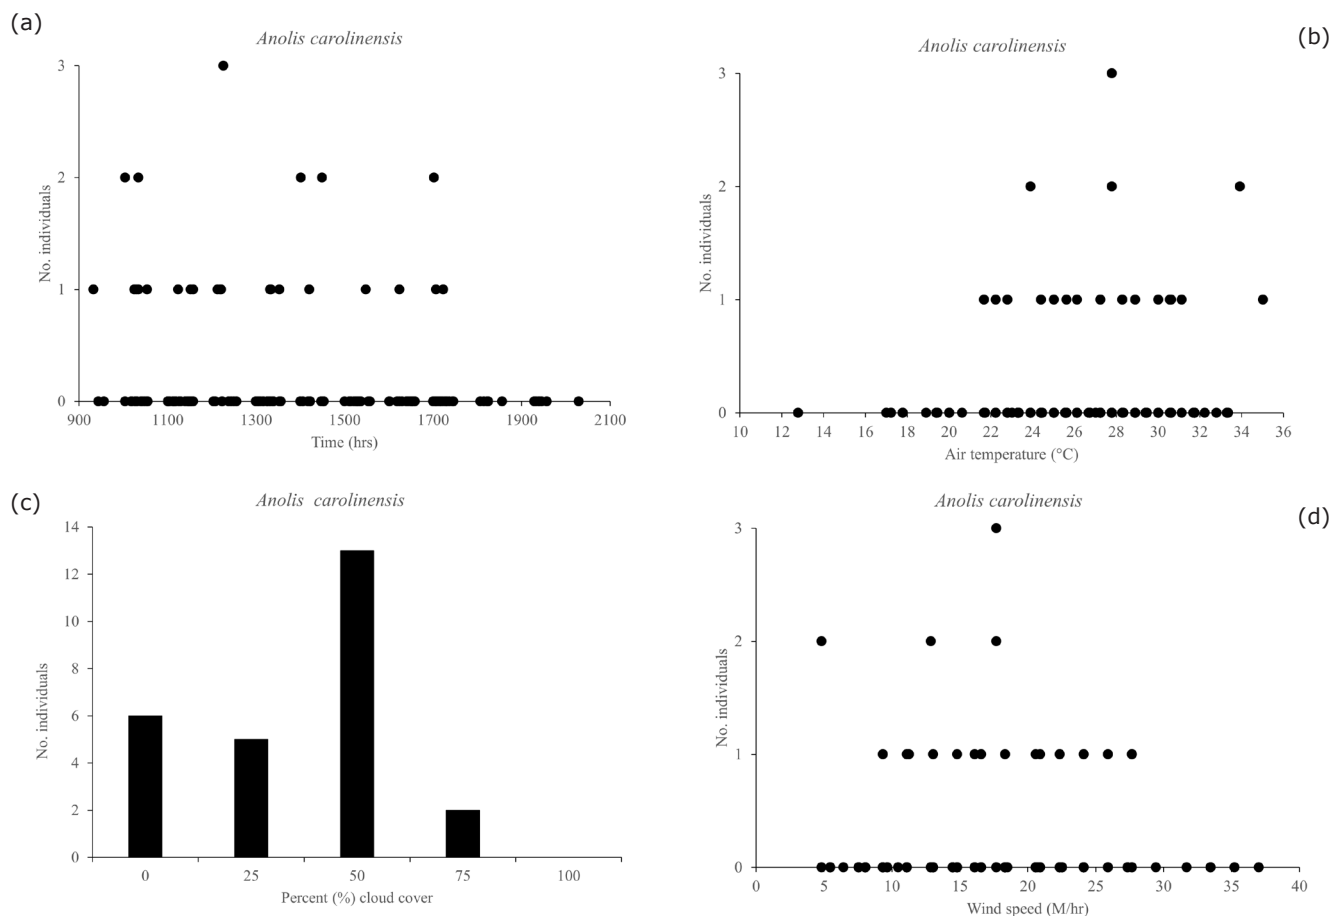 (a)
Anolis carolinensis
No. individuals
3
2
1
0
900 1100 1300 1500 1700 1900 2100
Time (hrs)
(b)
Anolis carolinensis
No. individuals
3
2
1
0
10 12 14 16 18 20 22 24 26 28 30 32 34 36
Air temperature (°C)
(c)
Anolis carolinensis
No. individuals
14
12
10
8
6
4
2
0
0 25 50 75 100
Percent (%) cloud cover
(d)
Anolis carolinensis
No. individuals
3
2
1
0
0 5 10 15 20 25 30 35 40
Wind speed (M/hr)